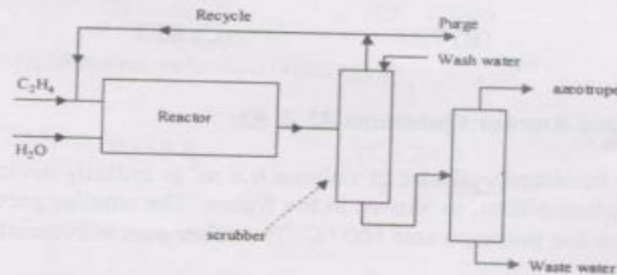 Recycle
Purge
Wash water
C₂H₄
azeotrope
Reactor
H₂O
scrubber
Waste water